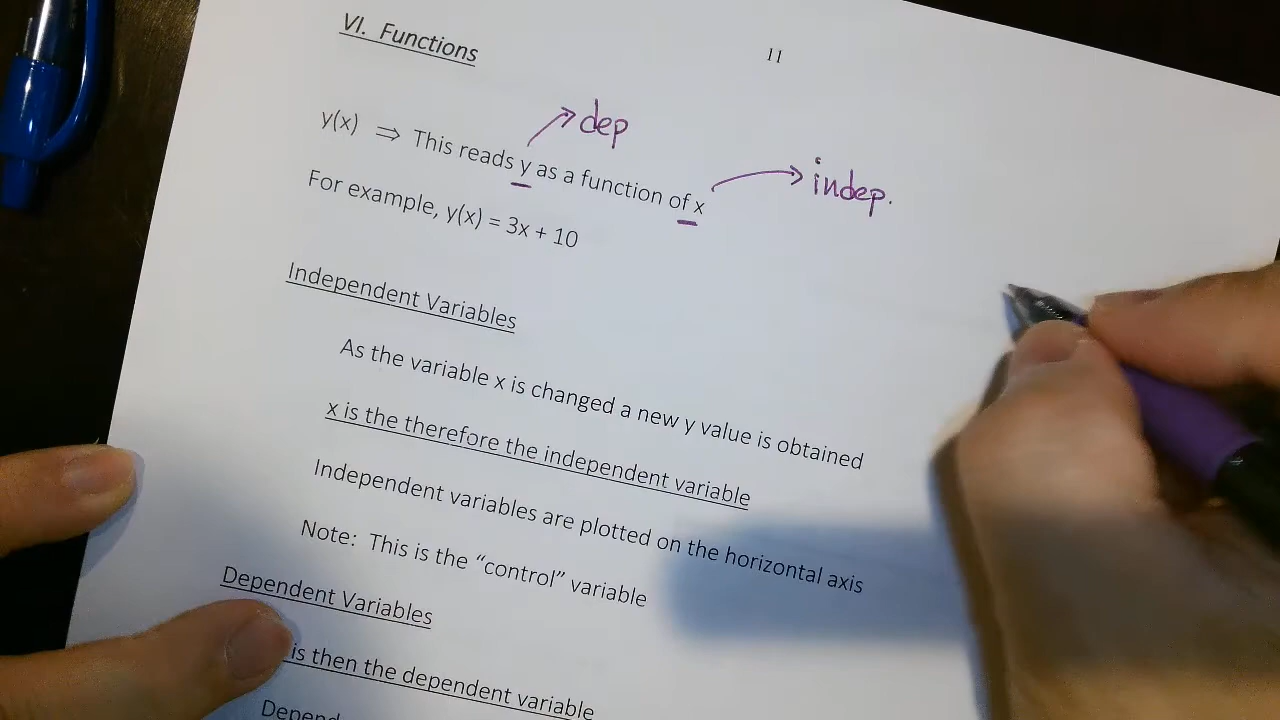 VI. Functions
11
dep
y(x) ⇒ This reads y as a function of x
indep.
For example, y(x) = 3x + 10
Independent Variables
As the variable x is changed a new y value is obtained
x is the therefore the independent variable
Independent variables are plotted on the horizontal axis
Note: This is the “control” variable
Dependent Variables
is then the dependent variable